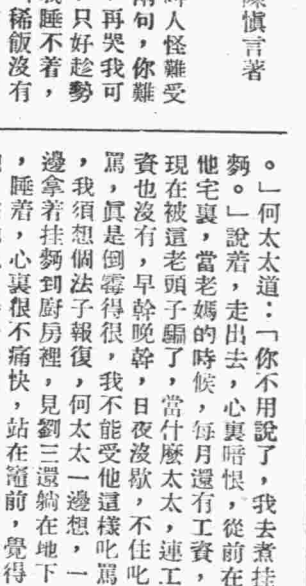 陳愼言著
人怪難受
兩句，你難
再哭我可
只好趁勢
睡不着，
稀飯沒有
。」何太太道：「你不用說了，我去煮挂
麪。」說着，走出去，心裏暗恨，從前在
他宅裏，當老媽的時候，每月還有工資
現在被這老頭子騙了，當什麼太太，連工
資也沒有，早幹晚幹，日夜沒歇，不住叱
罵，眞是倒霉得很，我不能受他這樣叱罵
，我須想個法子報復，何太太一邊想，一
邊拿着挂麪到廚房裡，見劉三還躺在地下
，睡着，心裏很不痛快，站在竈前，覺得